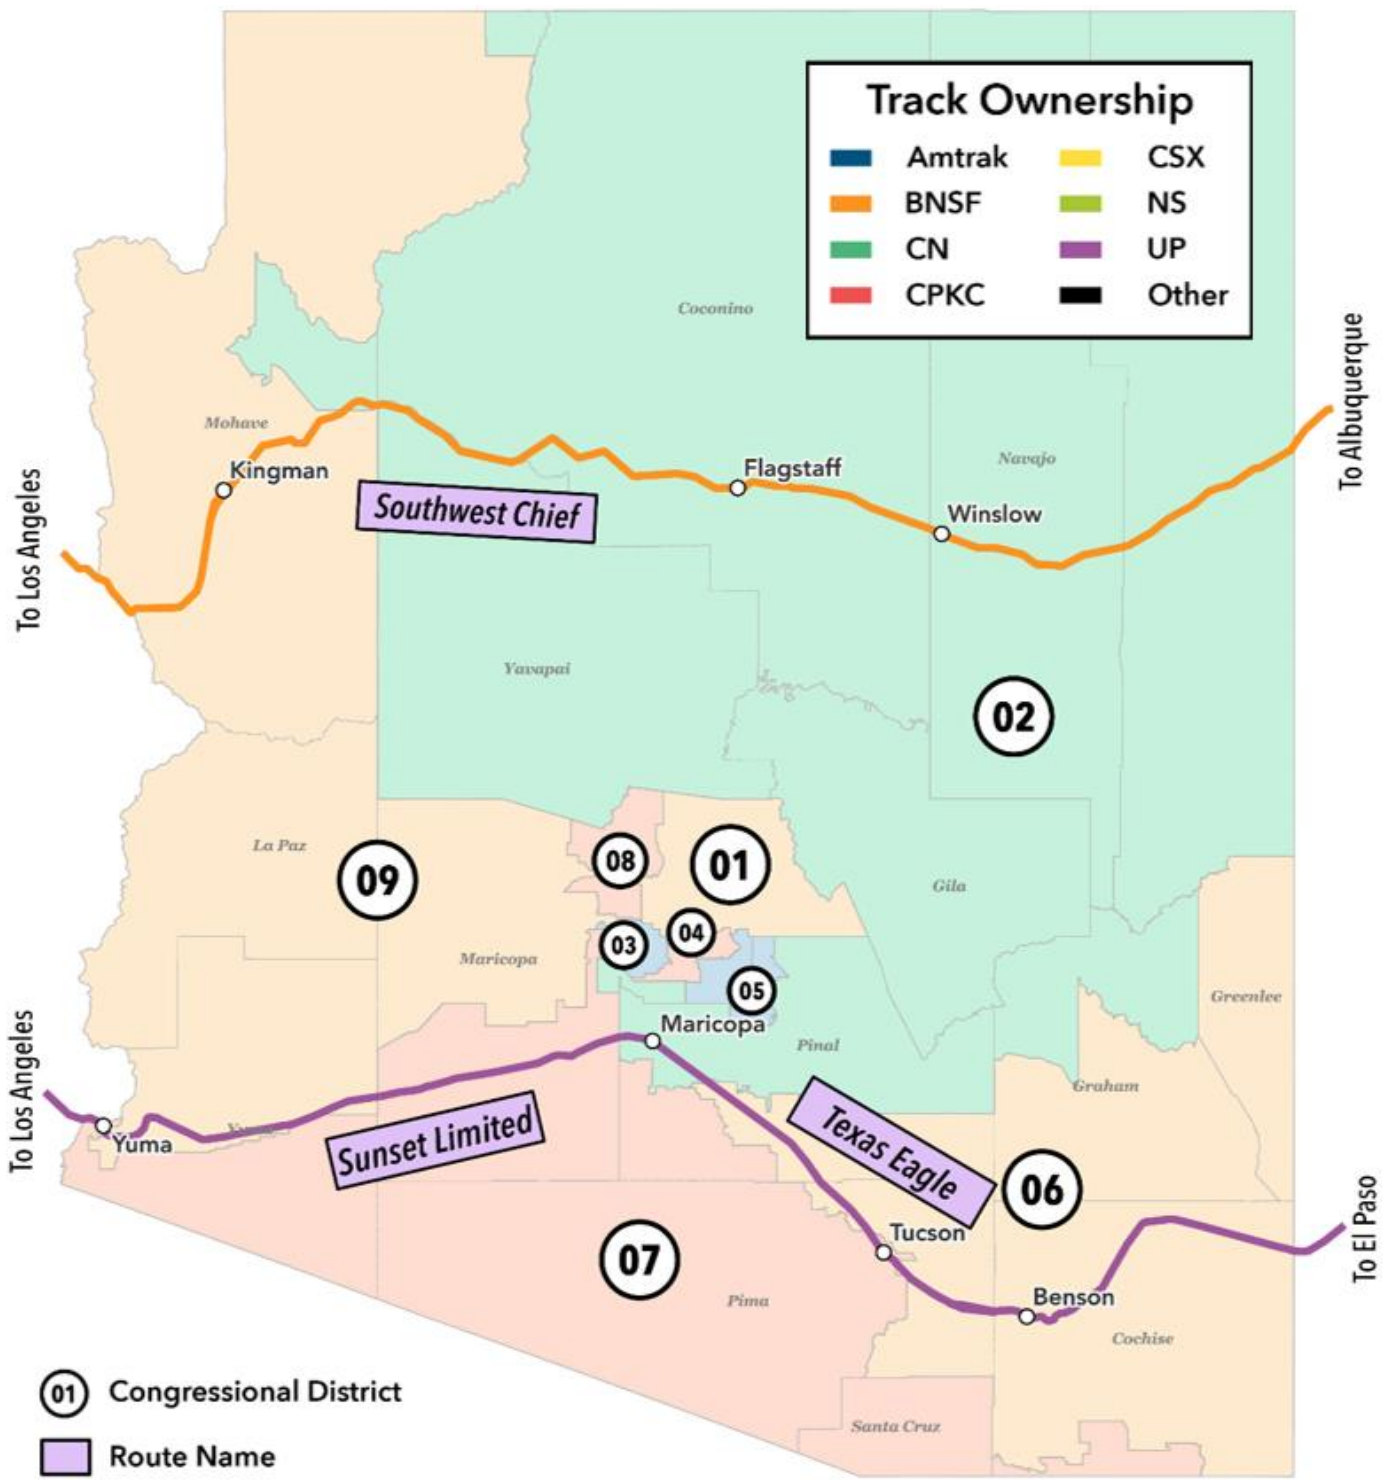 Track Ownership
Amtrak
CSX
BNSF
NS
CN
UP
CPKC
Other
Coconino
To Albuquerque
Mohave
Navajo
Kingman
Flagstaff
Southwest Chief
Winslow
To Los Angeles
Yavapai
02
La Paz
09
08
01
Gila
04
03
Maricopa
05
Greenlee
Maricopa
Pinal
To Los Angeles
Graham
Yuma
Yuma
Sunset Limited
Texas Eagle
06
Tucson
To El Paso
07
Pima
Benson
Cochise
01 Congressional District
Santa Cruz
Route Name